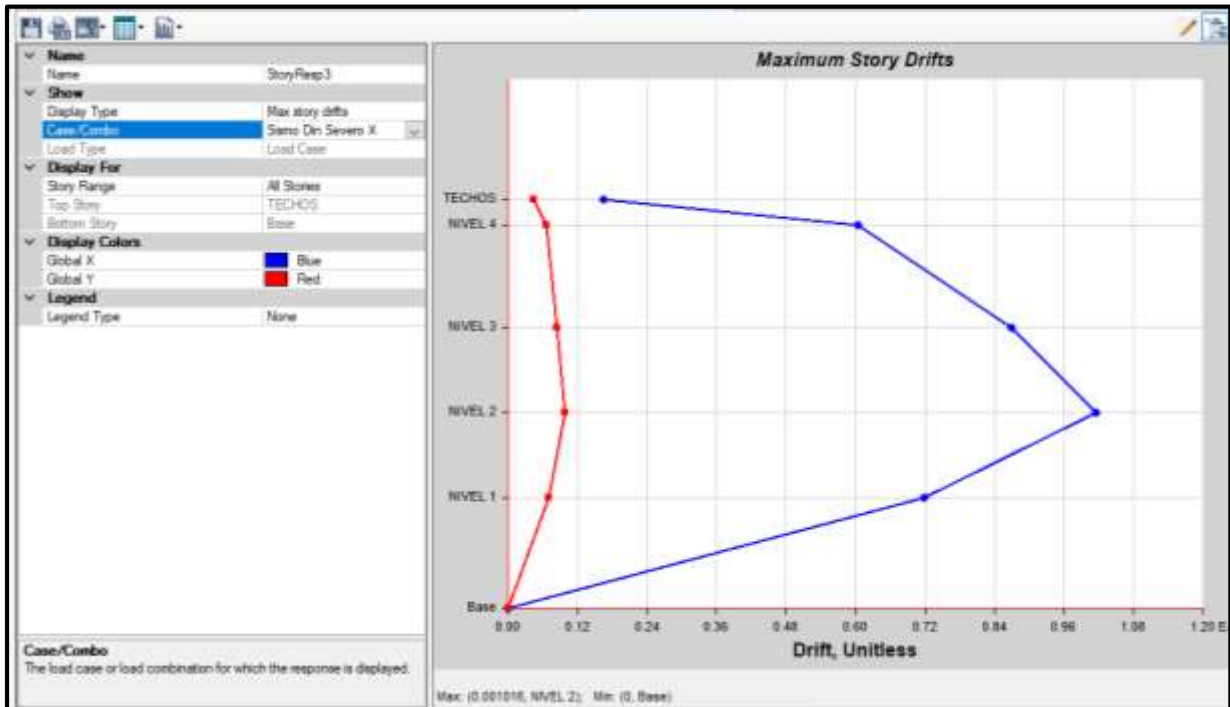 Name
Name StoryResp3
Show
Display Type Max story drifts
Case/Combo Sismo Din Severo X
Load Type Load Case
Display For
Story Range All Stories
Top Story TECHOS
Bottom Story Base
Display Colors
Global X Blue
Global Y Red
Legend
Legend Type None
Case/Combo
The load case or load combination for which the response is displayed.
Maximum Story Drifts
TECHOS
NIVEL 4
NIVEL 3
NIVEL 2
NIVEL 1
Base
0.00 0.12 0.24 0.36 0.48 0.60 0.72 0.84 0.96 1.08 1.20 E
Drift, Unitless
Max: (0.001016, NIVEL 2); Min: (0, Base)